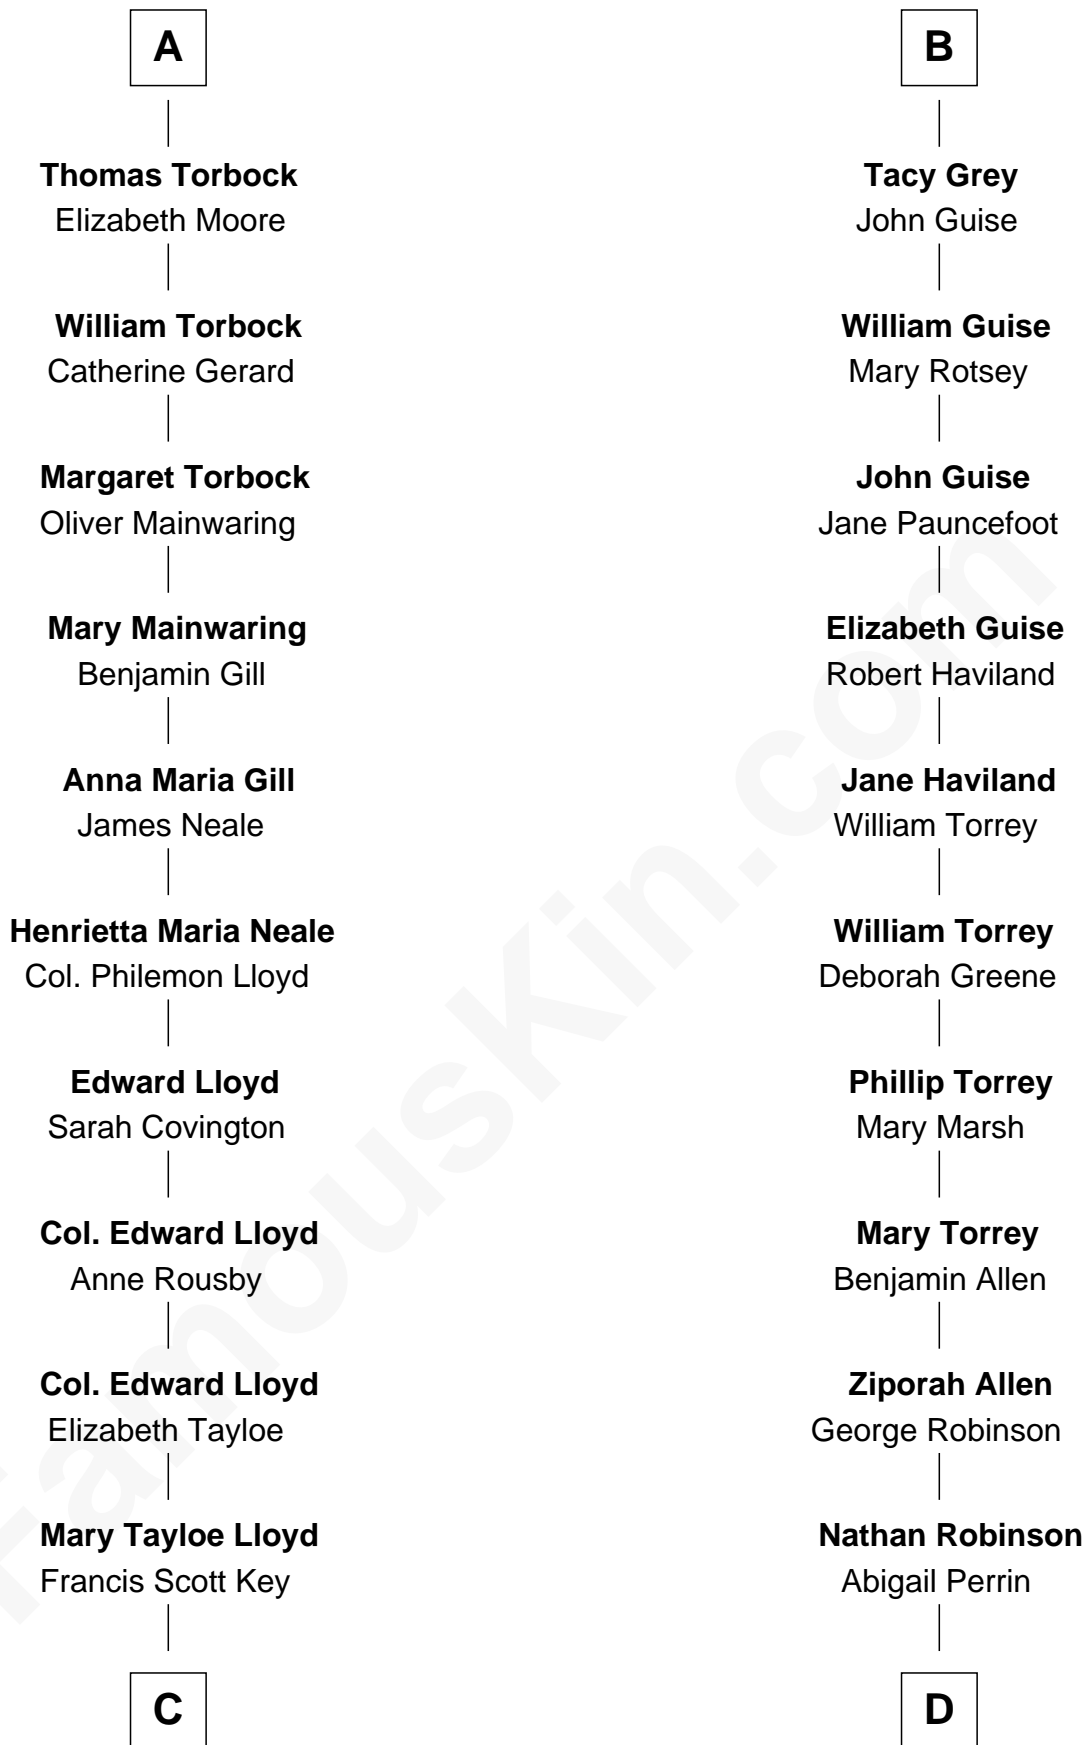 A
Thomas Torbock
Elizabeth Moore
William Torbock
Catherine Gerard
Margaret Torbock
Oliver Mainwaring
Mary Mainwaring
Benjamin Gill
Anna Maria Gill
James Neale
Henrietta Maria Neale
Col. Philemon Lloyd
Edward Lloyd
Sarah Covington
Col. Edward Lloyd
Anne Rousby
Col. Edward Lloyd
Elizabeth Tayloe
Mary Tayloe Lloyd
Francis Scott Key
C
B
Tacy Grey
John Guise
William Guise
Mary Rotsey
John Guise
Jane Pauncefoot
Elizabeth Guise
Robert Haviland
Jane Haviland
William Torrey
William Torrey
Deborah Greene
Phillip Torrey
Mary Marsh
Mary Torrey
Benjamin Allen
Ziporah Allen
George Robinson
Nathan Robinson
Abigail Perrin
D
FamousKin.com